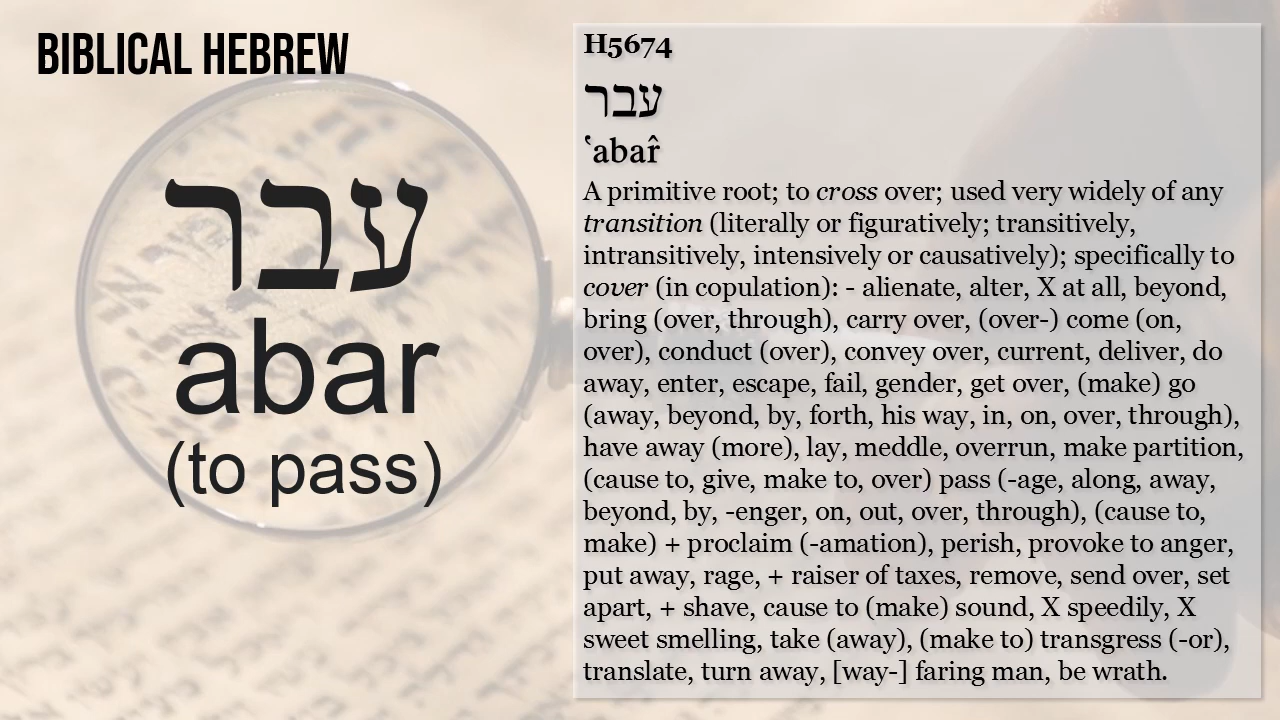 BIBLICAL HEBREW
עבר
abar
(to pass)
H5674
עבר
‛abar̂
A primitive root; to cross over; used very widely of any
transition (literally or figuratively; transitively,
intransitively, intensively or causatively); specifically to
cover (in copulation): - alienate, alter, X at all, beyond,
bring (over, through), carry over, (over-) come (on,
over), conduct (over), convey over, current, deliver, do
away, enter, escape, fail, gender, get over, (make) go
(away, beyond, by, forth, his way, in, on, over, through),
have away (more), lay, meddle, overrun, make partition,
(cause to, give, make to, over) pass (-age, along, away,
beyond, by, -enger, on, out, over, through), (cause to,
make) + proclaim (-amation), perish, provoke to anger,
put away, rage, + raiser of taxes, remove, send over, set
apart, + shave, cause to (make) sound, X speedily, X
sweet smelling, take (away), (make to) transgress (-or),
translate, turn away, [way-] faring man, be wrath.